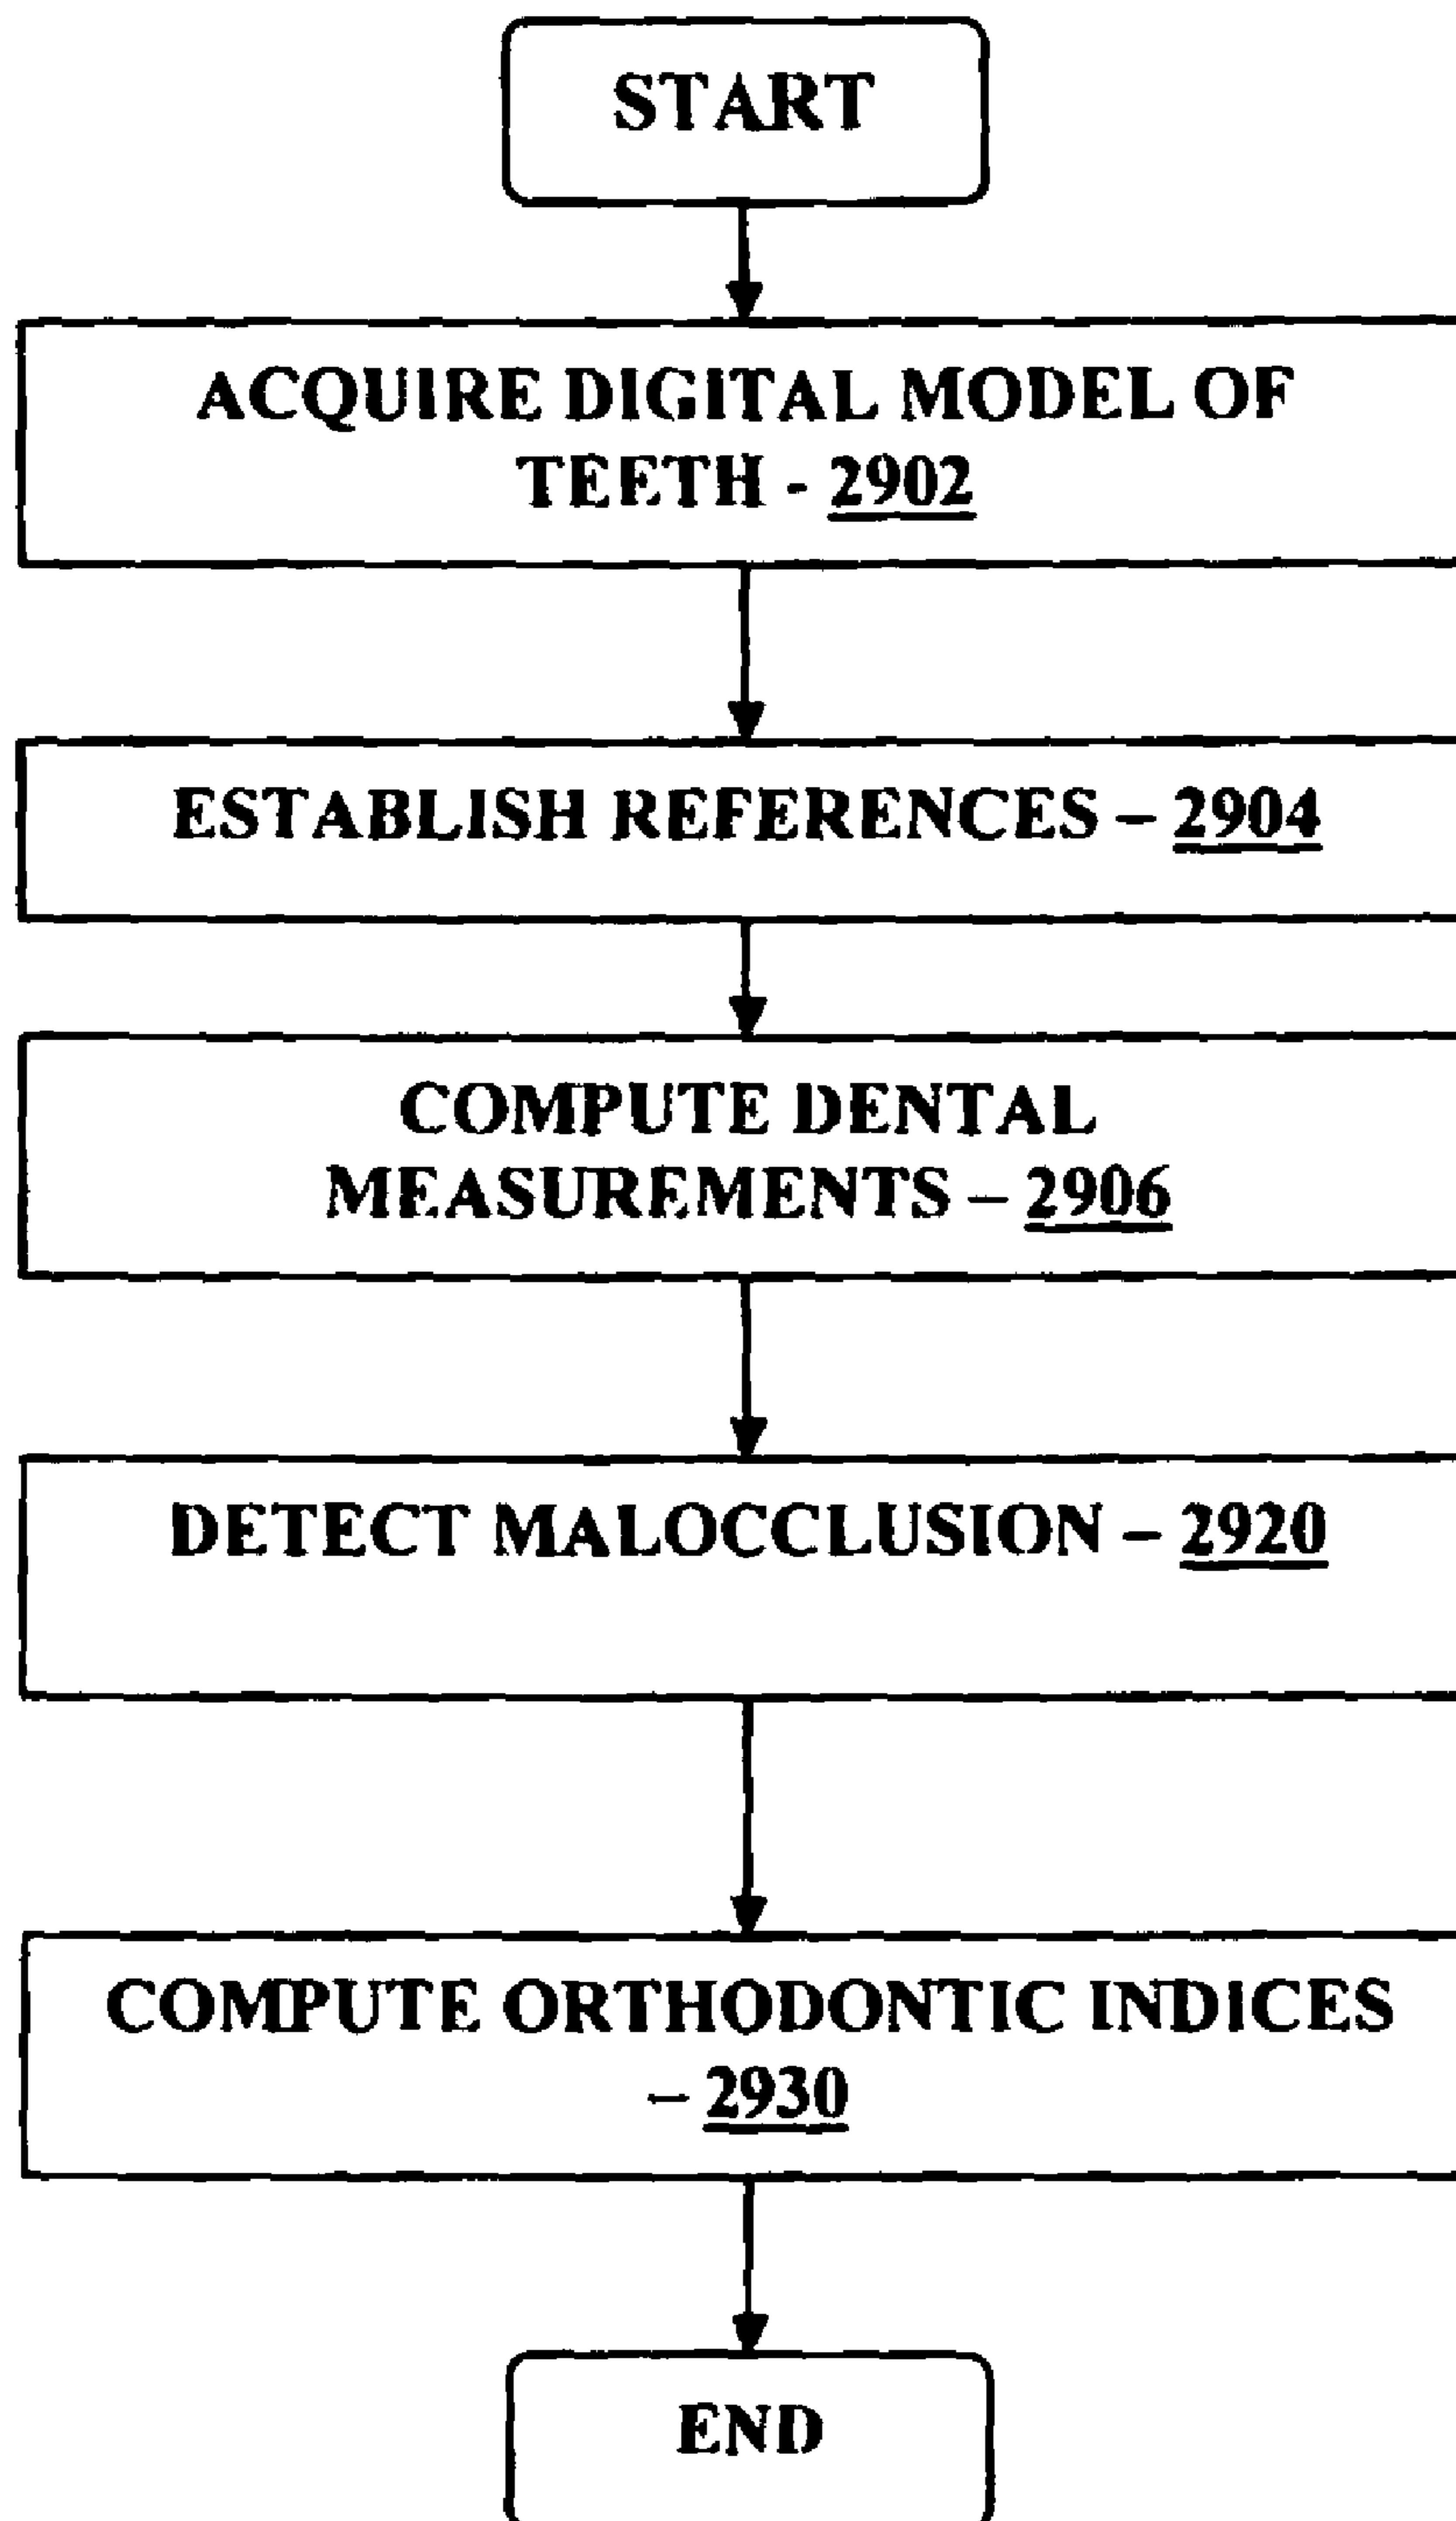 START
ACQUIRE DIGITAL MODEL OF
TEETH - 2902
ESTABLISH REFERENCES – 2904
COMPUTE DENTAL
MEASUREMENTS – 2906
DETECT MALOCCLUSION – 2920
COMPUTE ORTHODONTIC INDICES
– 2930
END